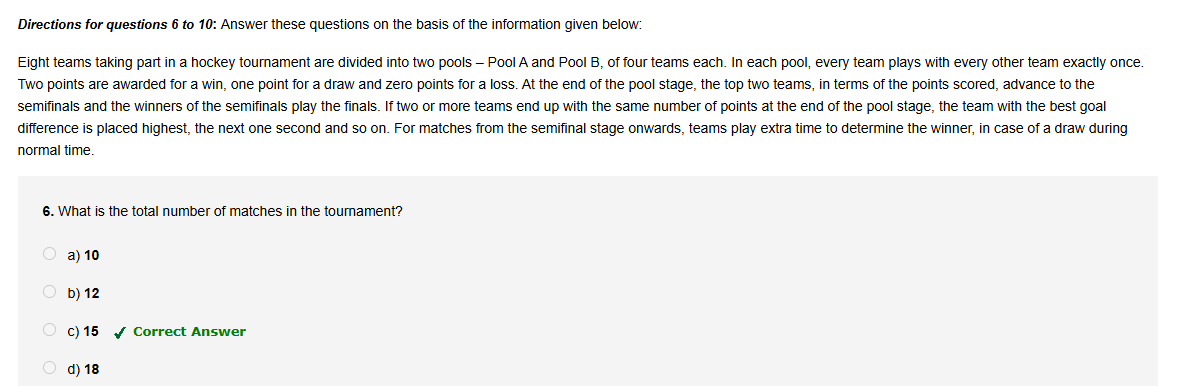 Directions for questions 6 to 10: Answer these questions on the basis of the information given below:
Eight teams taking part in a hockey tournament are divided into two pools – Pool A and Pool B, of four teams each. In each pool, every team plays with every other team exactly once.
Two points are awarded for a win, one point for a draw and zero points for a loss. At the end of the pool stage, the top two teams, in terms of the points scored, advance to the
semifinals and the winners of the semifinals play the finals. If two or more teams end up with the same number of points at the end of the pool stage, the team with the best goal
difference is placed highest, the next one second and so on. For matches from the semifinal stage onwards, teams play extra time to determine the winner, in case of a draw during
normal time.
6. What is the total number of matches in the tournament?
a) 10
b) 12
c) 15 ✓ Correct Answer
d) 18